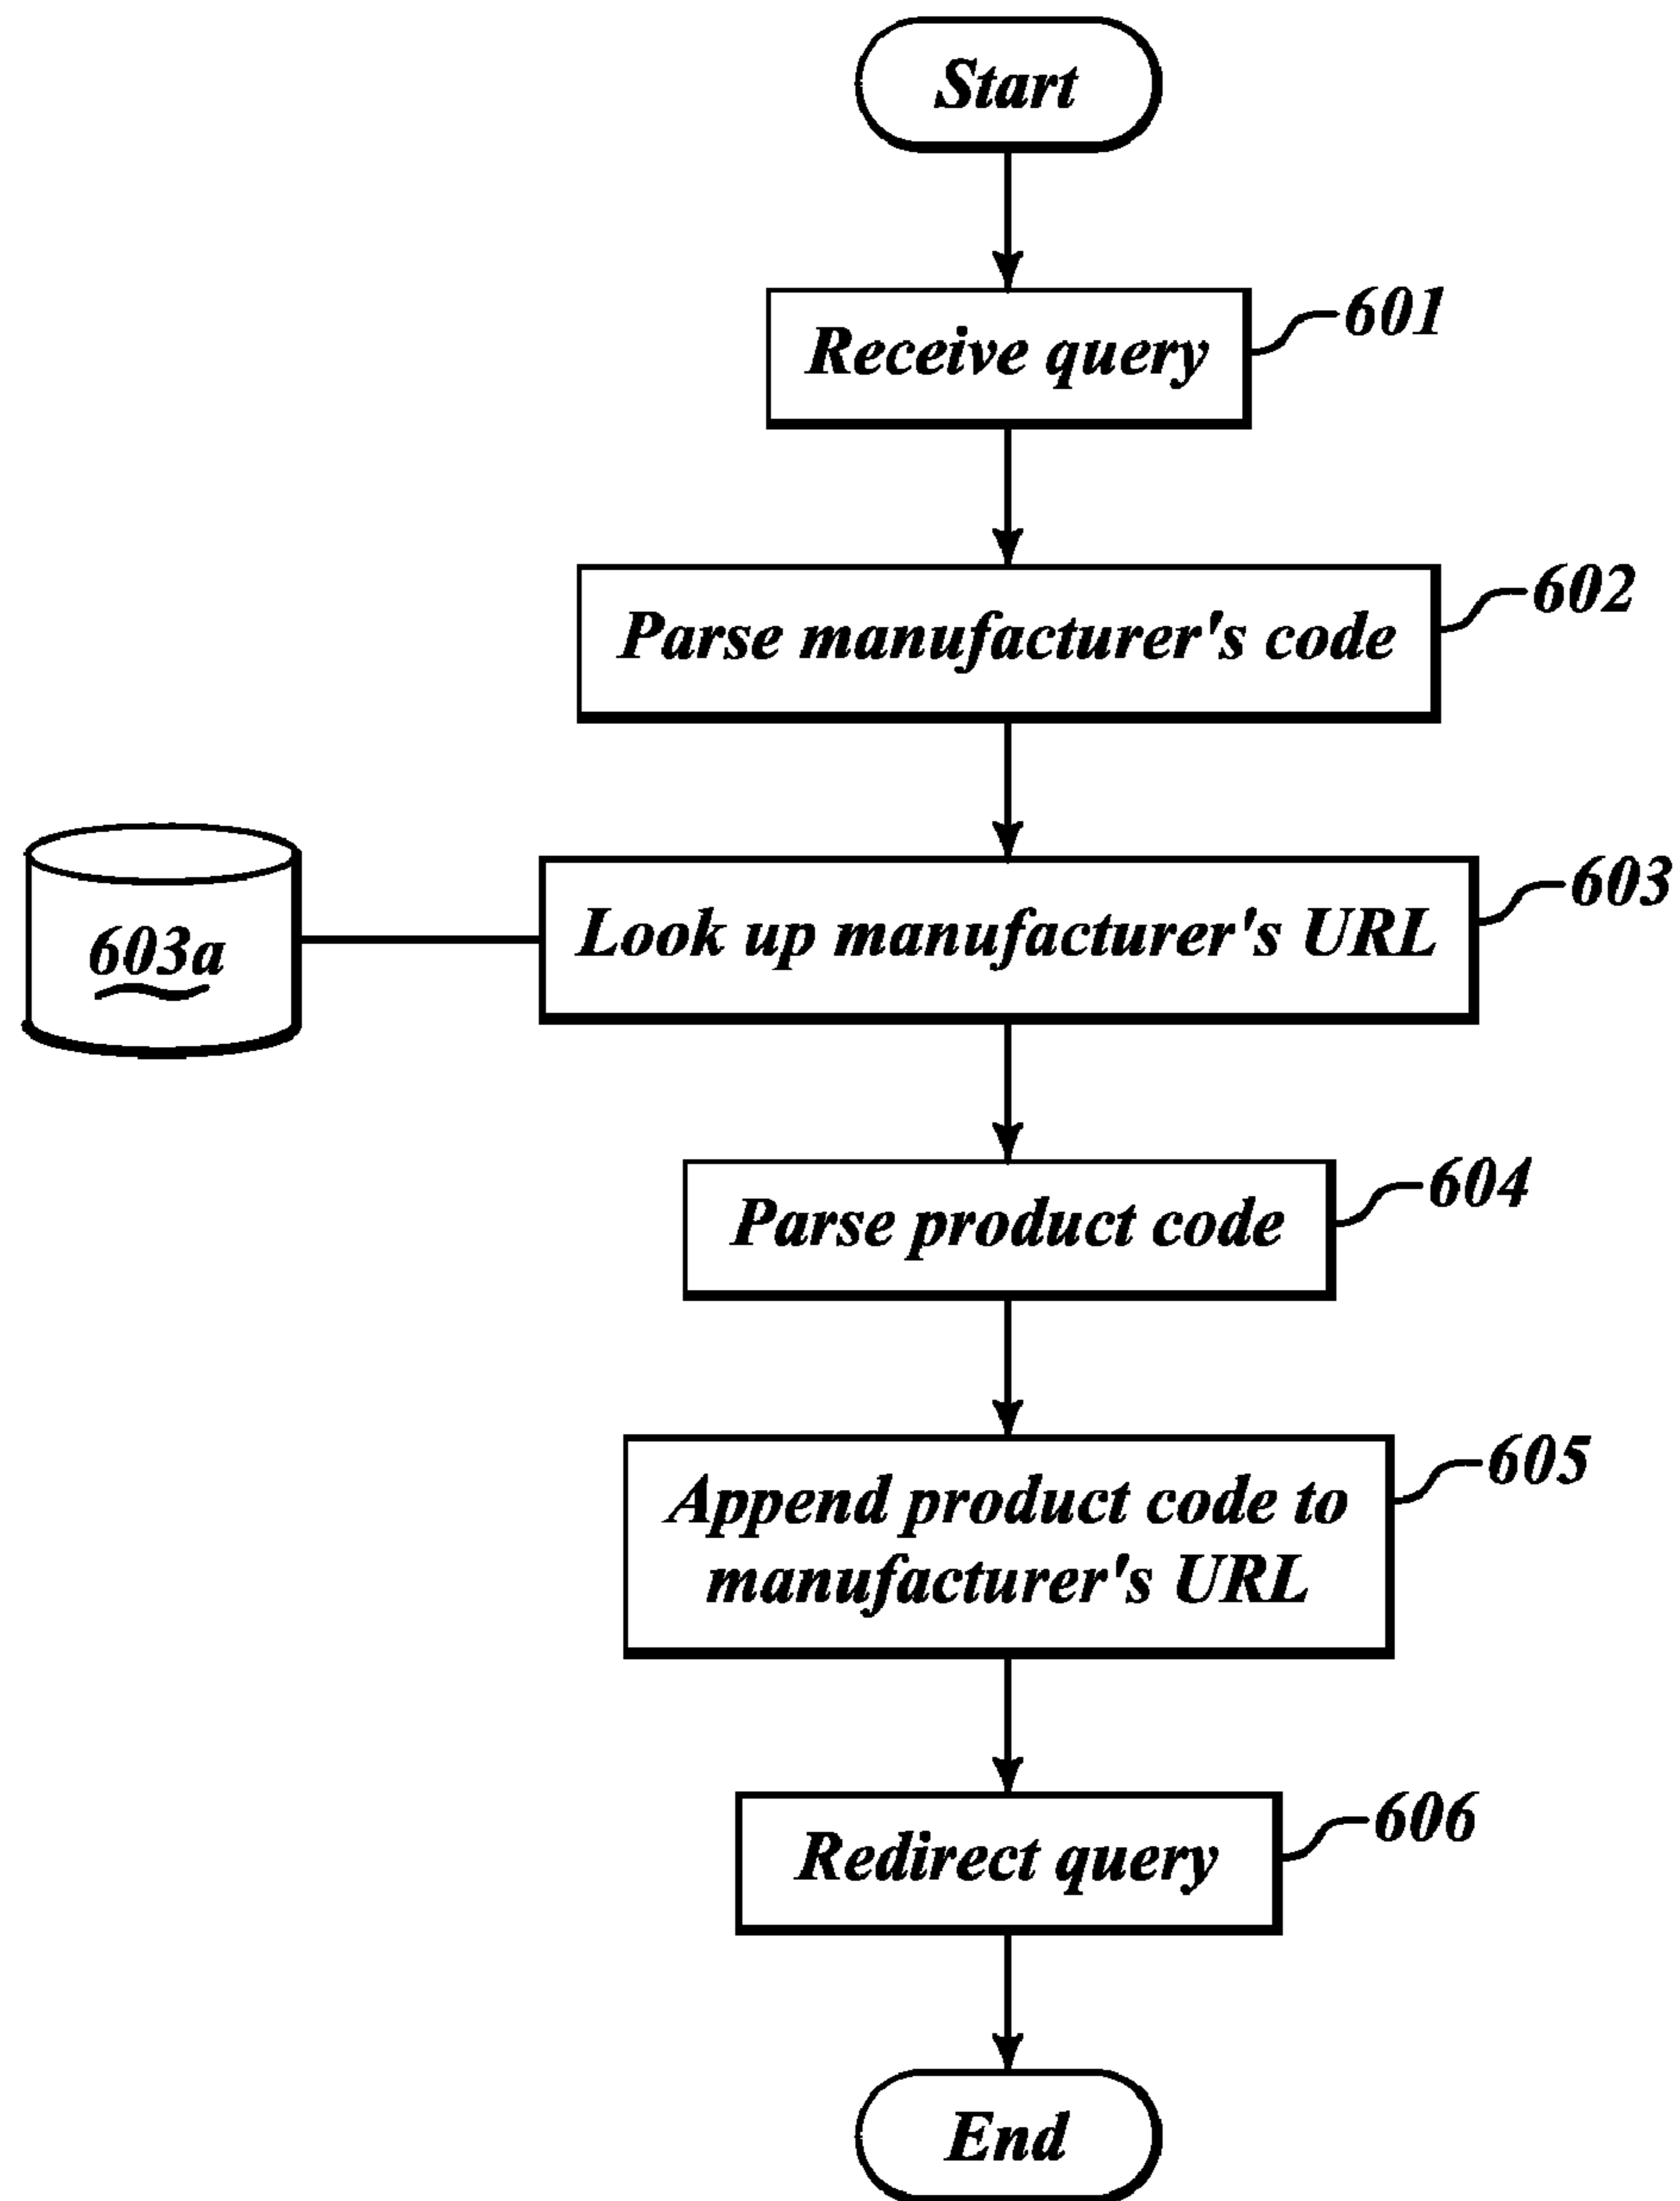 Start
Receive query
601
Parse manufacturer's code
602
603a
Look up manufacturer's URL
603
Parse product code
604
Append product code to
manufacturer's URL
605
Redirect query
606
End